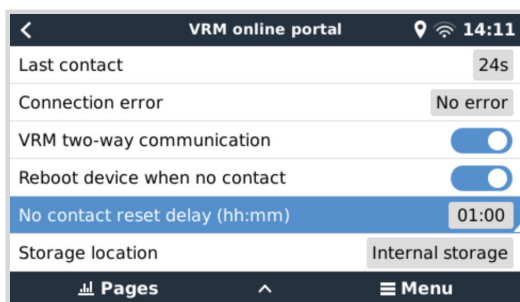 VRM online portal 14:11
Last contact 24s
Connection error No error
VRM two-way communication
Reboot device when no contact
No contact reset delay (hh:mm) 01:00
Storage location Internal storage
Pages Menu